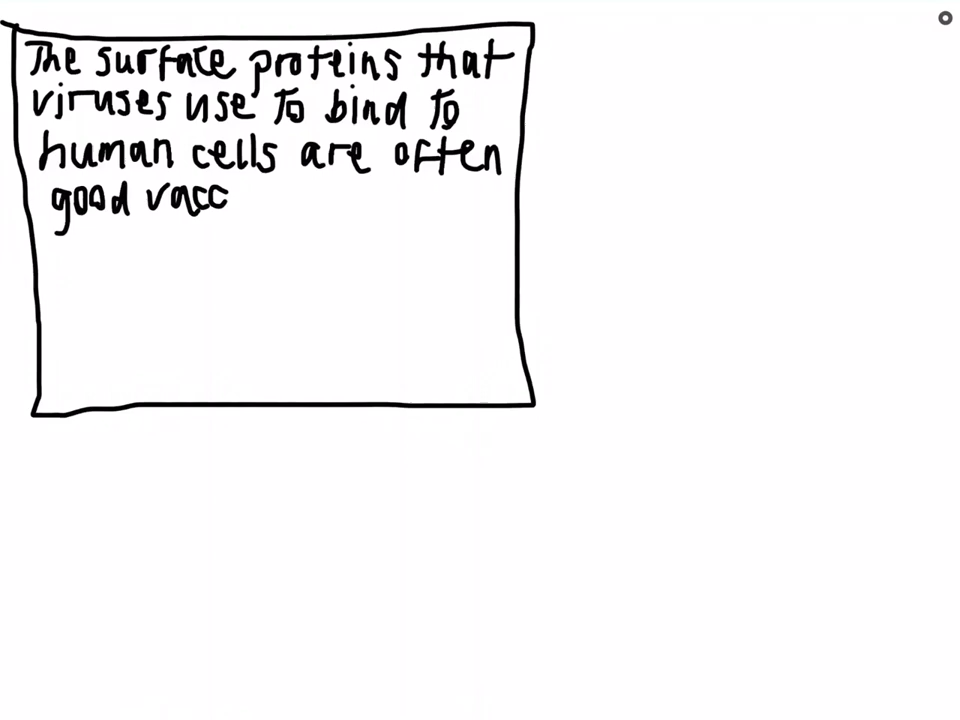 The surface proteins that
viruses use to bind to
human cells are often
good vacc